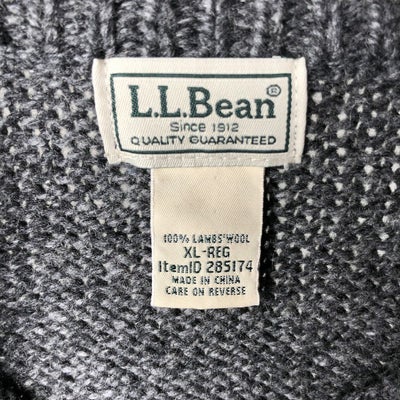 L.L.Bean®
Since 1912
QUALITY GUARANTEED
100% LAMBS'WOOL
XL-REG
ItemID 285174
MADE IN CHINA
CARE ON REVERSE